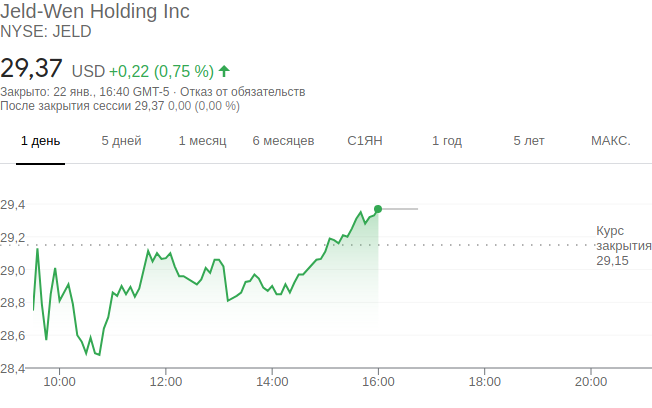 Jeld-Wen Holding Inc
NYSE: JELD
29,37 USD +0,22 (0,75 %)
Закрыто: 22 янв., 16:40 GMT-5 · Отказ от обязательств
После закрытия сессии 29,37 0,00 (0,00 %)
1 день 5 дней 1 месяц 6 месяцев С1ЯН 1 год 5 лет МАКС.
29,4
29,2
29,0
28,8
28,6
28,4
Курс
закрытия
29,15
10:00 12:00 14:00 16:00 18:00 20:00